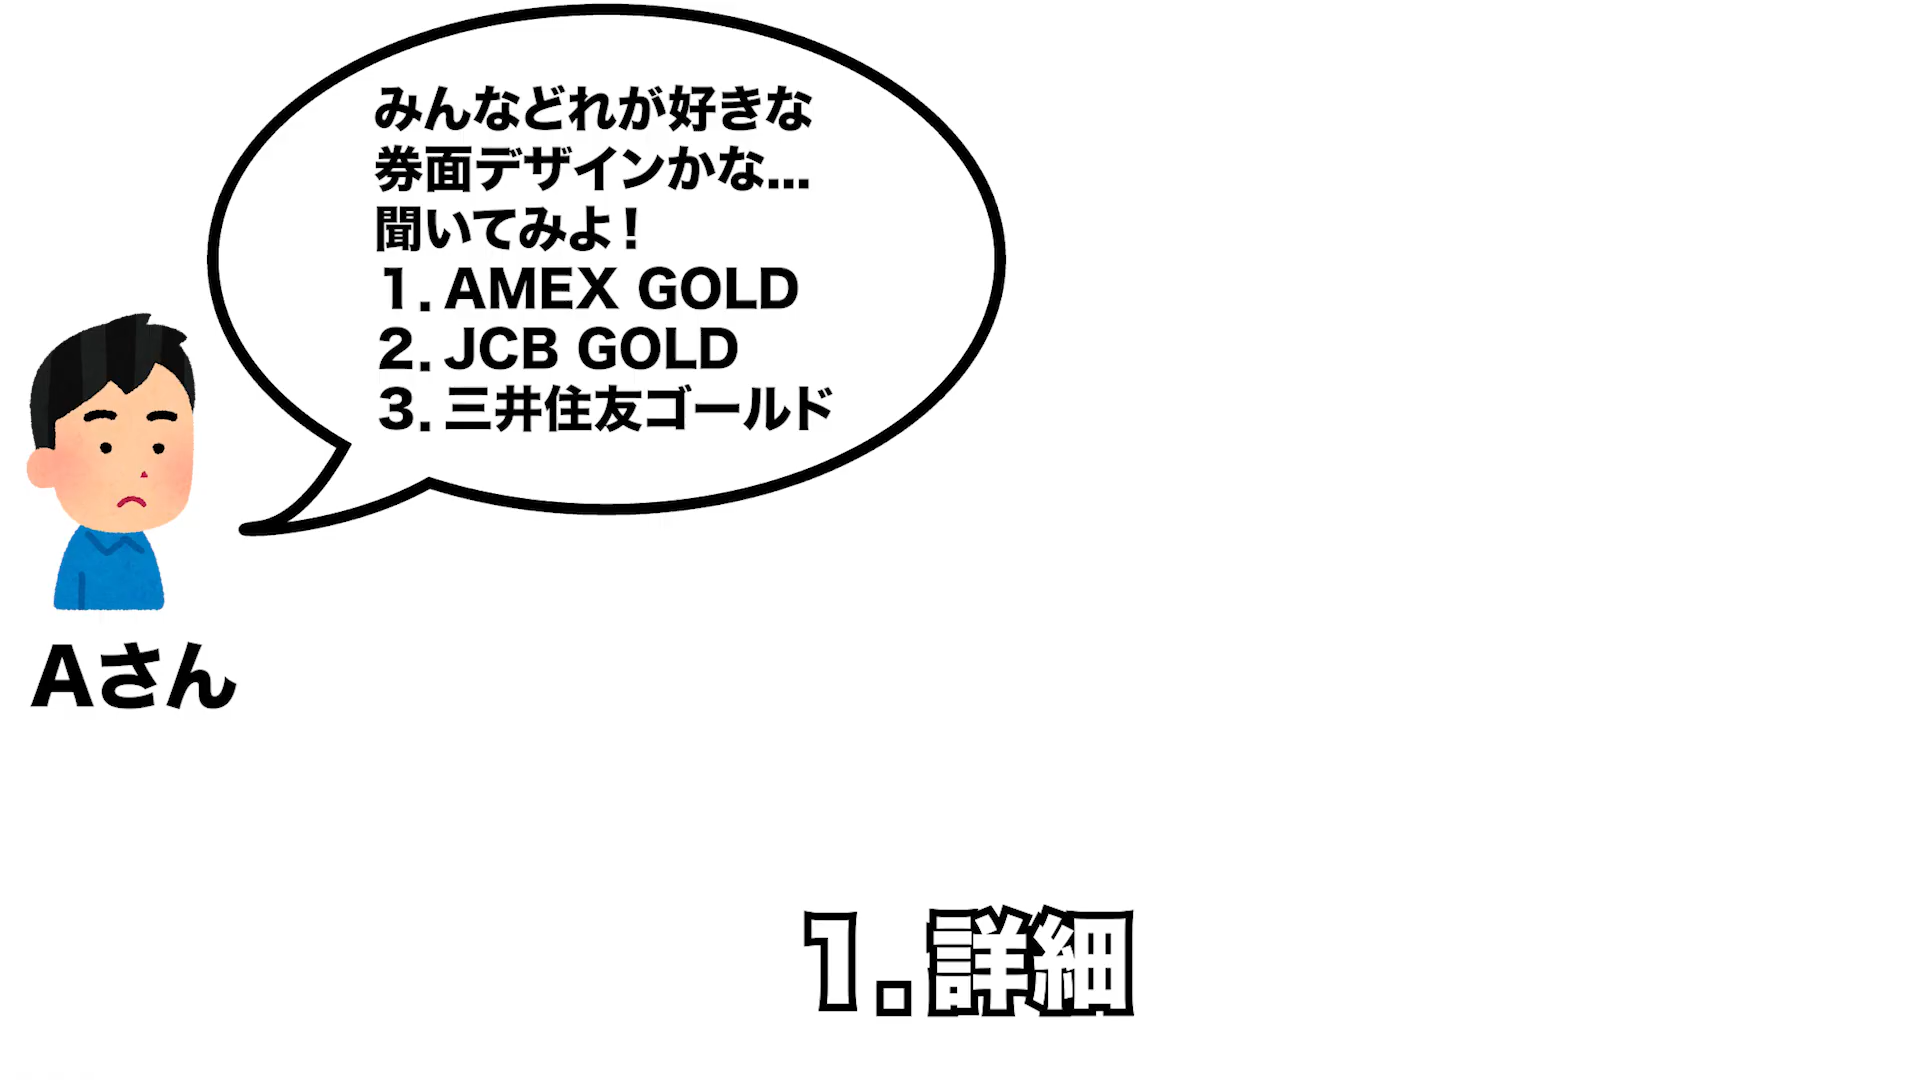 みんなどれが好きな
券面デザインかな...
聞いてみよ！
１．AMEX GOLD
２．JCB GOLD
３．三井住友ゴールド
Aさん
1．詳細